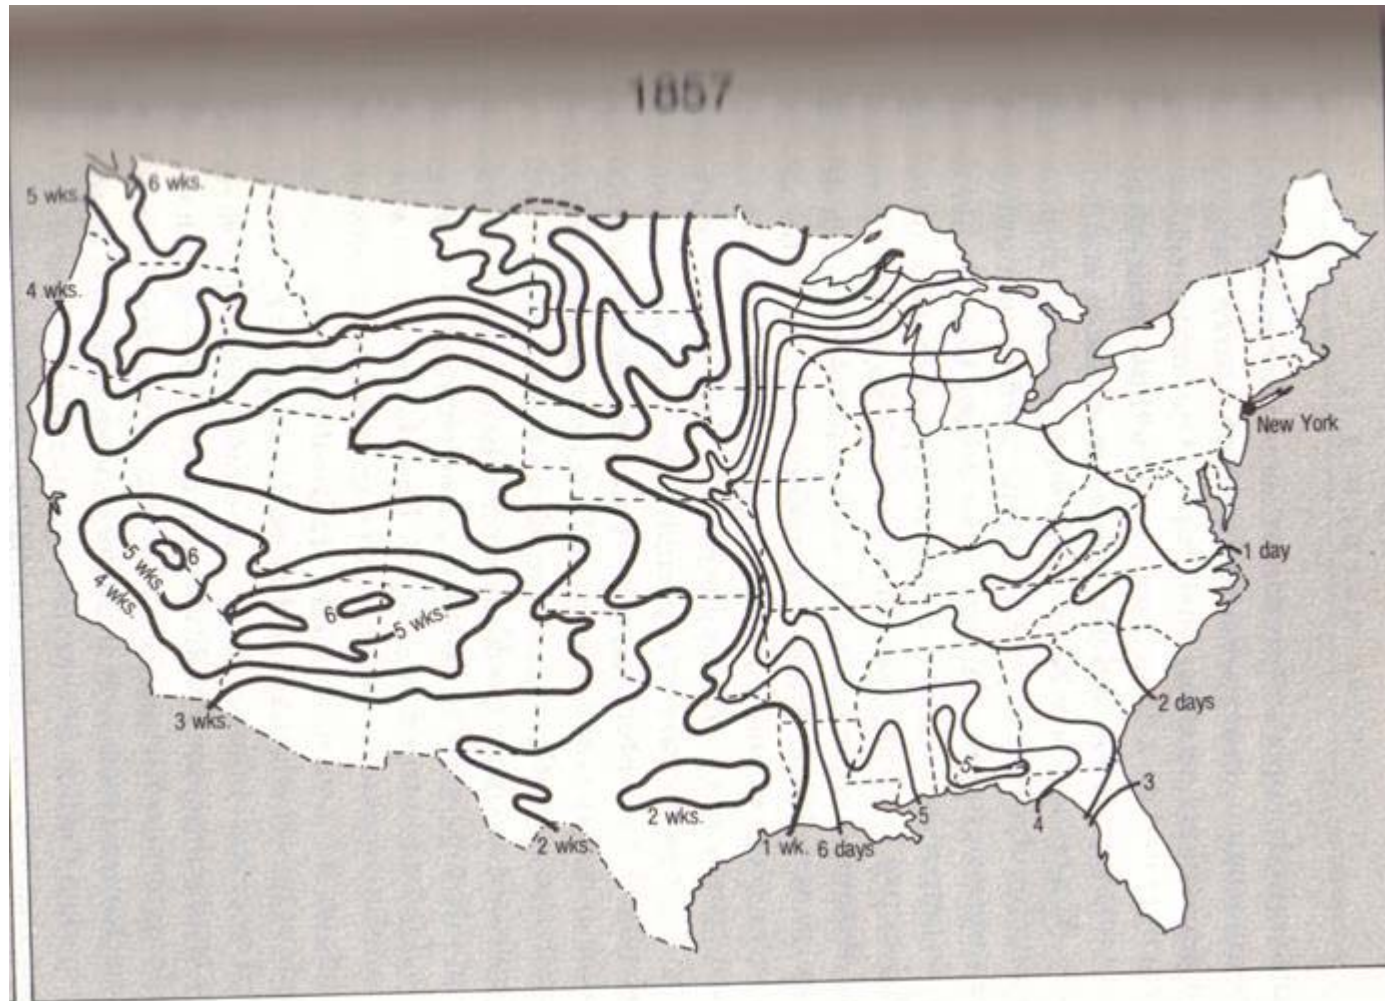 1857
6 wks.
5 wks.
4 wks.
New York
1 day
6
5 wks.
4 wks.
6
5 wks.
3 wks.
2 days
5
3
2 wks.
5
4
2 wks.
1 wk.
6 days